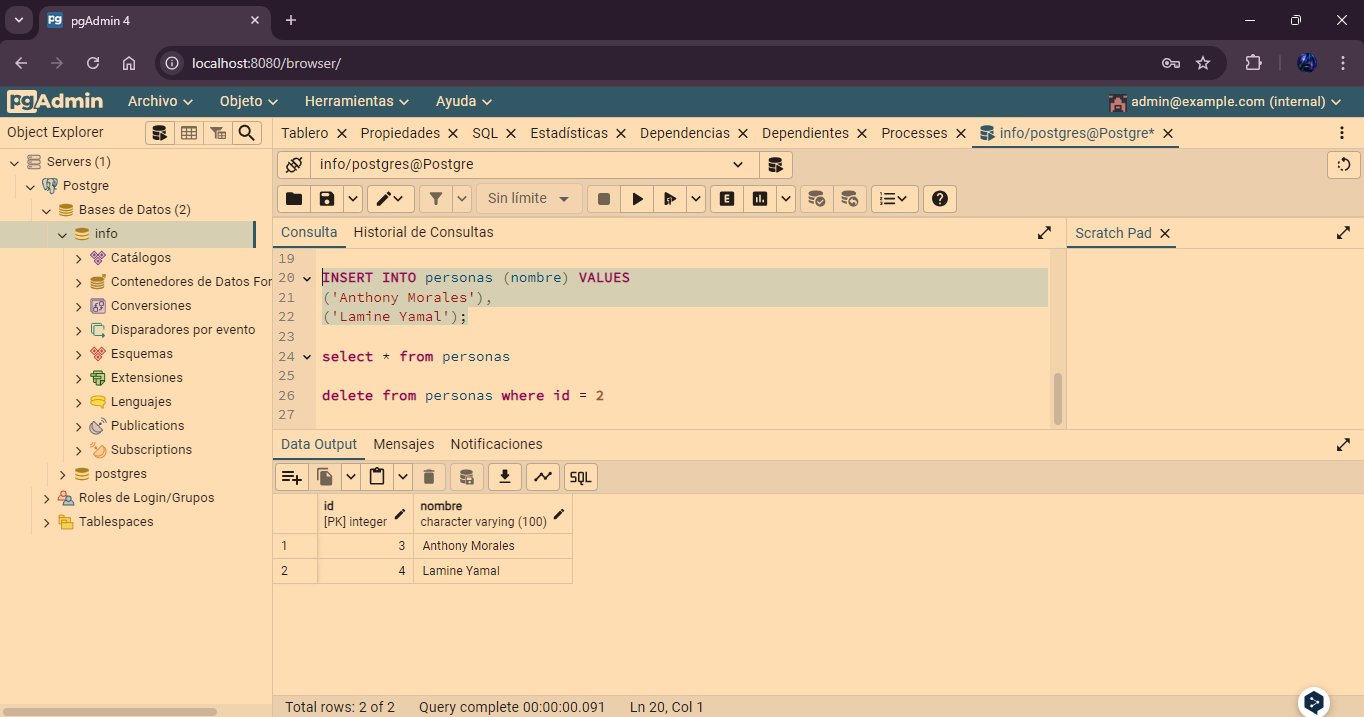 pgAdmin 4
localhost:8080/browser/
pgAdmin Archivo Objeto Herramientas Ayuda admin@example.com (internal)
Object Explorer
Tablero Propiedades SQL Estadísticas Dependencias Dependientes Processes info/postgres@Postgre*
Servers (1)
Postgre
Bases de Datos (2)
info
Catálogos
Contenedores de Datos For
Conversiones
Disparadores por evento
Esquemas
Extensiones
Lenguajes
Publications
Subscriptions
postgres
Roles de Login/Grupos
Tablespaces
info/postgres@Postgre
Sin límite E
Consulta Historial de Consultas
Scratch Pad
19
20 INSERT INTO personas (nombre) VALUES
21 ('Anthony Morales'),
22 ('Lamine Yamal');
23
24 select * from personas
25
26 delete from personas where id = 2
27
Data Output Mensajes Notificaciones
SQL
id nombre
[PK] integer character varying (100)
1 3 Anthony Morales
2 4 Lamine Yamal
Total rows: 2 of 2 Query complete 00:00:00.091 Ln 20, Col 1